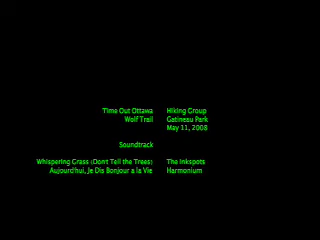 Time Out Ottawa Hiking Group
Wolf Trail Gatineau Park
May 11, 2008
Soundtrack
Whispering Grass (Don't Tell the Trees) The Inkspots
Aujourd'hui, Je Dis Bonjour a la Vie Harmonium